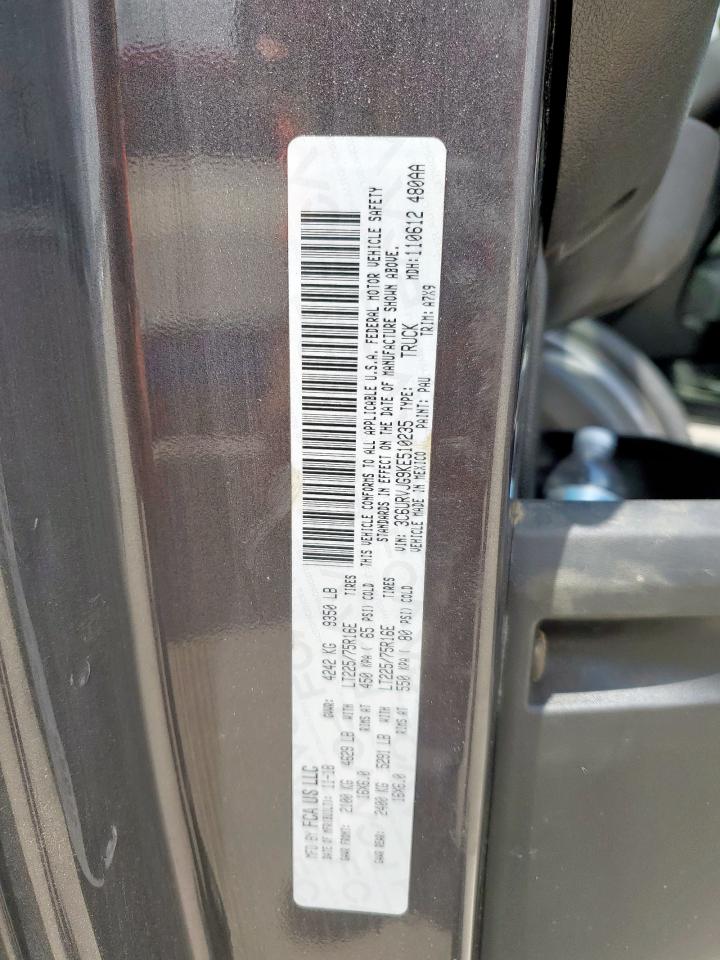 MFD BY FCA US LLC
DATE OF MFR(BUILT): 11-18 GVWR: 4242 KG 9350 LB
GAWR FRONT: 2100 KG 4629 LB WITH LT225/75R16E TIRES
16X6.0 RIMS AT 450 KPA ( 65 PSI) COLD
GAWR REAR: 2400 KG 5291 LB WITH LT225/75R16E TIRES
16X6.0 RIMS AT 550 KPA ( 80 PSI) COLD
THIS VEHICLE CONFORMS TO ALL APPLICABLE U.S.A. FEDERAL MOTOR VEHICLE SAFETY
STANDARDS IN EFFECT ON THE DATE OF MANUFACTURE SHOWN ABOVE.
VIN: 3C6URVJG9KE510235 TYPE: TRUCK MDH:110612 480AA
VEHICLE MADE IN MEXICO PAINT: PAU TRIM: A7X9